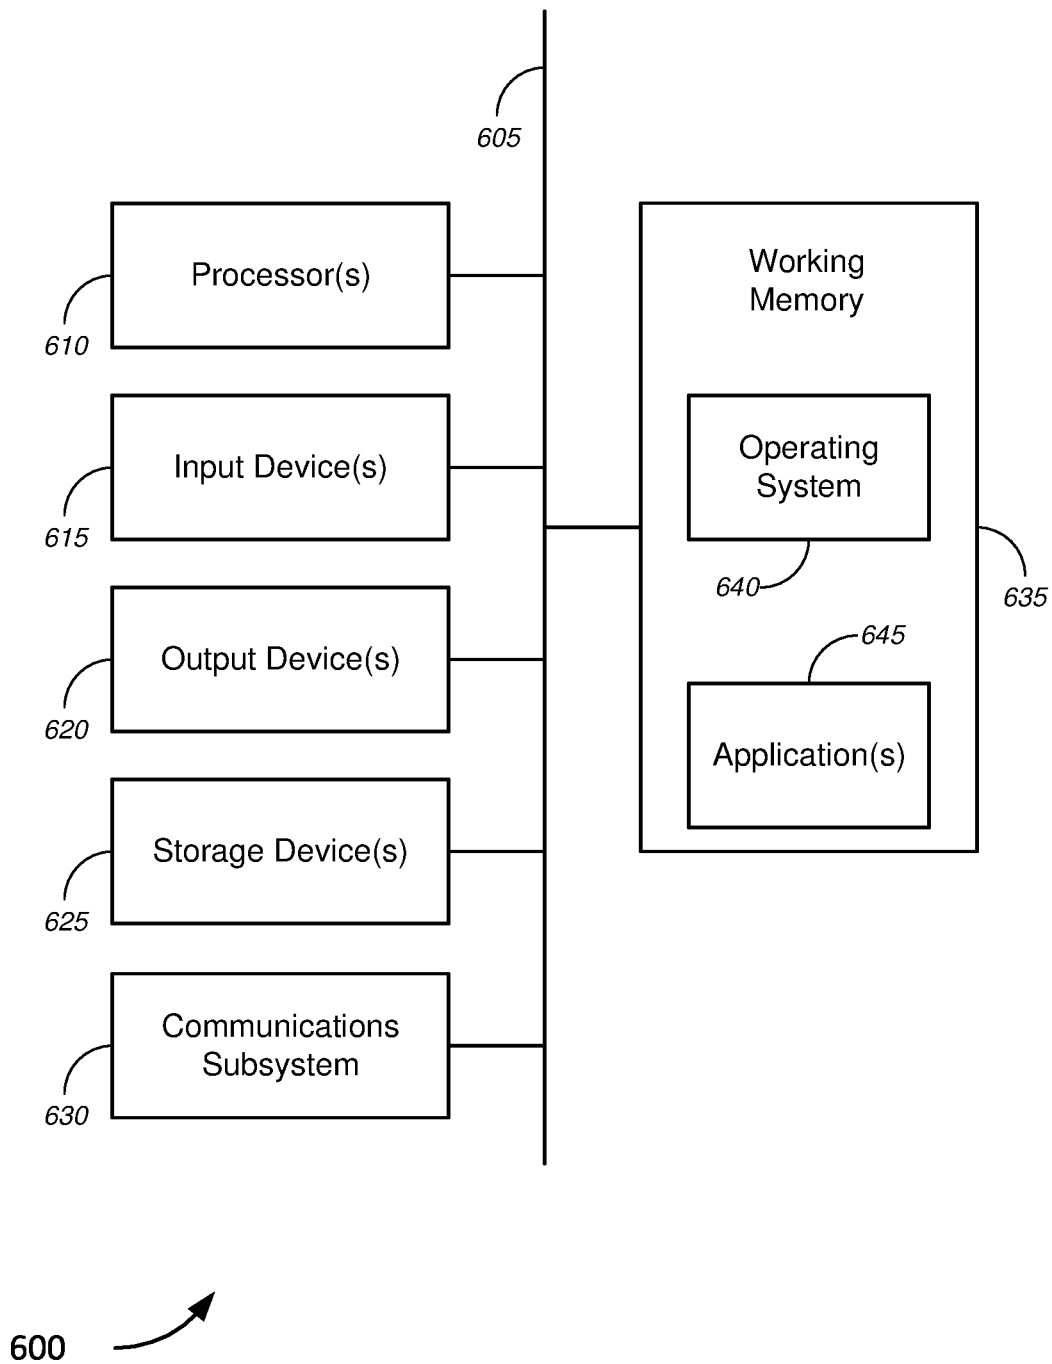 605
Processor(s)
610
Input Device(s)
615
Output Device(s)
620
Storage Device(s)
625
Communications
Subsystem
630
Working
Memory
Operating
System
640
635
645
Application(s)
600